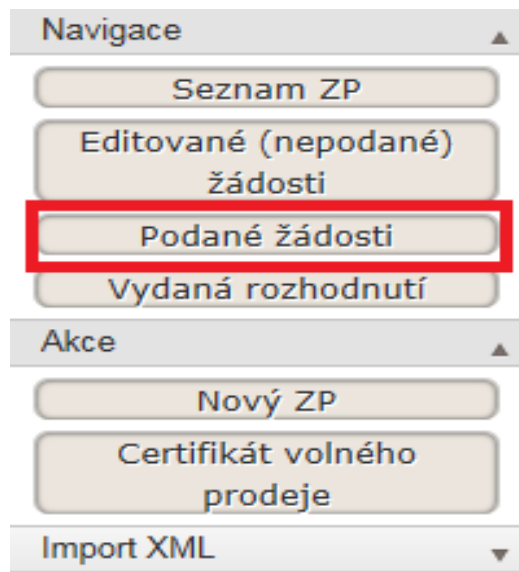 Navigace
Seznam ZP
Editované (nepodané)
žádosti
Podané žádosti
Vydaná rozhodnutí
Akce
Nový ZP
Certifikát volného
prodeje
Import XML